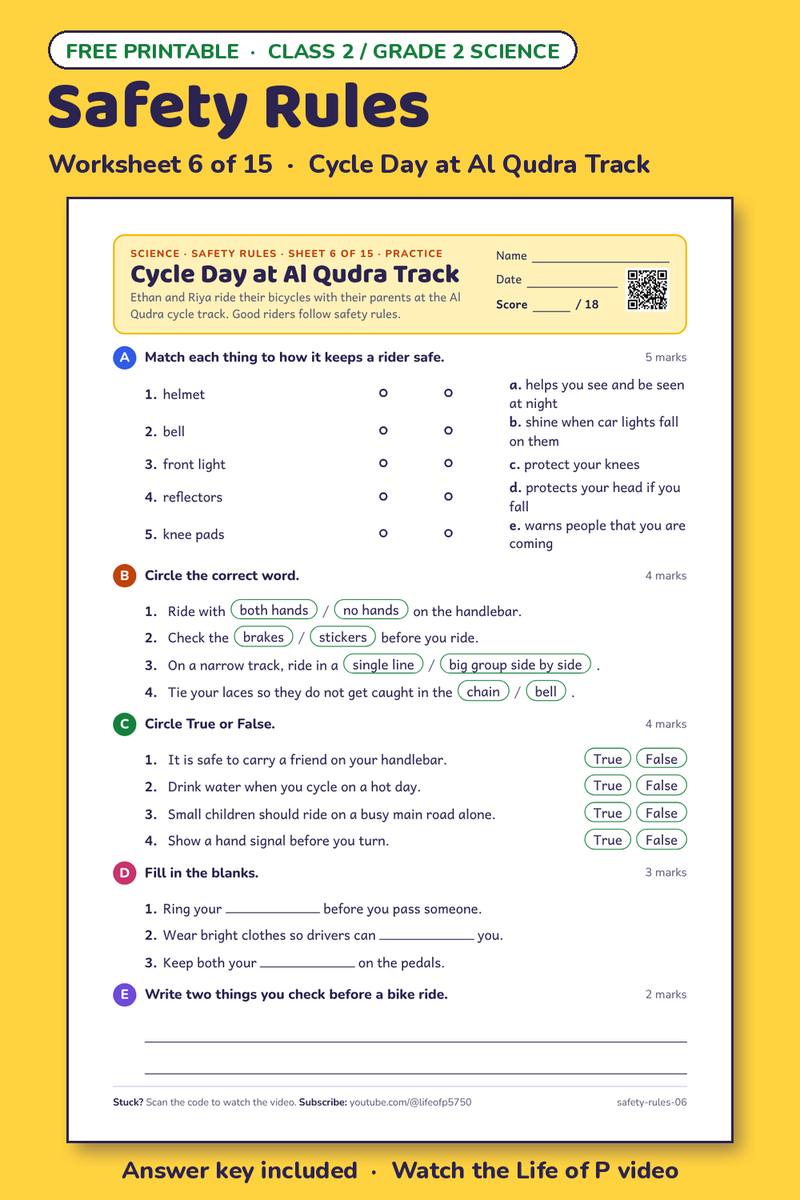 FREE PRINTABLE · CLASS 2 / GRADE 2 SCIENCE
Safety Rules
Worksheet 6 of 15 · Cycle Day at Al Qudra Track
SCIENCE · SAFETY RULES · SHEET 6 OF 15 · PRACTICE
Cycle Day at Al Qudra Track
Ethan and Riya ride their bicycles with their parents at the Al
Qudra cycle track. Good riders follow safety rules.
Name
Date
Score / 18
A Match each thing to how it keeps a rider safe. 5 marks
1. helmet
a. helps you see and be seen
at night
2. bell
b. shine when car lights fall
on them
3. front light
c. protect your knees
4. reflectors
d. protects your head if you
fall
5. knee pads
e. warns people that you are
coming
B Circle the correct word. 4 marks
1. Ride with both hands / no hands on the handlebar.
2. Check the brakes / stickers before you ride.
3. On a narrow track, ride in a single line / big group side by side .
4. Tie your laces so they do not get caught in the chain / bell .
C Circle True or False. 4 marks
1. It is safe to carry a friend on your handlebar. True False
2. Drink water when you cycle on a hot day. True False
3. Small children should ride on a busy main road alone. True False
4. Show a hand signal before you turn. True False
D Fill in the blanks. 3 marks
1. Ring your ____________ before you pass someone.
2. Wear bright clothes so drivers can ____________ you.
3. Keep both your ____________ on the pedals.
E Write two things you check before a bike ride. 2 marks
Stuck? Scan the code to watch the video. Subscribe: youtube.com/@lifeofp5750
safety-rules-06
Answer key included · Watch the Life of P video